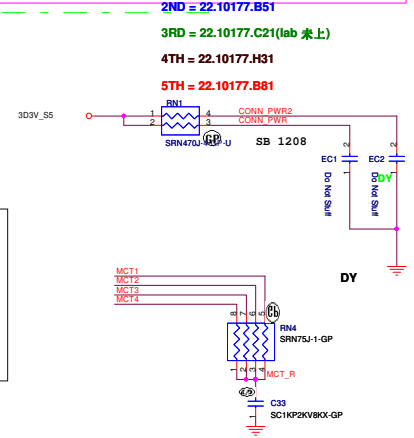 2ND = 22.10177.B51
3RD = 22.10177.C21(lab 未上)
4TH = 22.10177.H31
5TH = 22.10177.B81
RN1
3D3V_S5
1 4 CONN_PWR2
2 3 CONN_PWR
SB 1208
2 2
EC1 EC2
1 1
Do Not Stuff
Do Not Stuff
DY
DY
MCT1
MCT2
MCT3
MCT4
8 7 6 5
RN4
SRN75J-1-GP
1 2 3 4
MCT_R
C33
1
SC1KP2KV8KX-GP